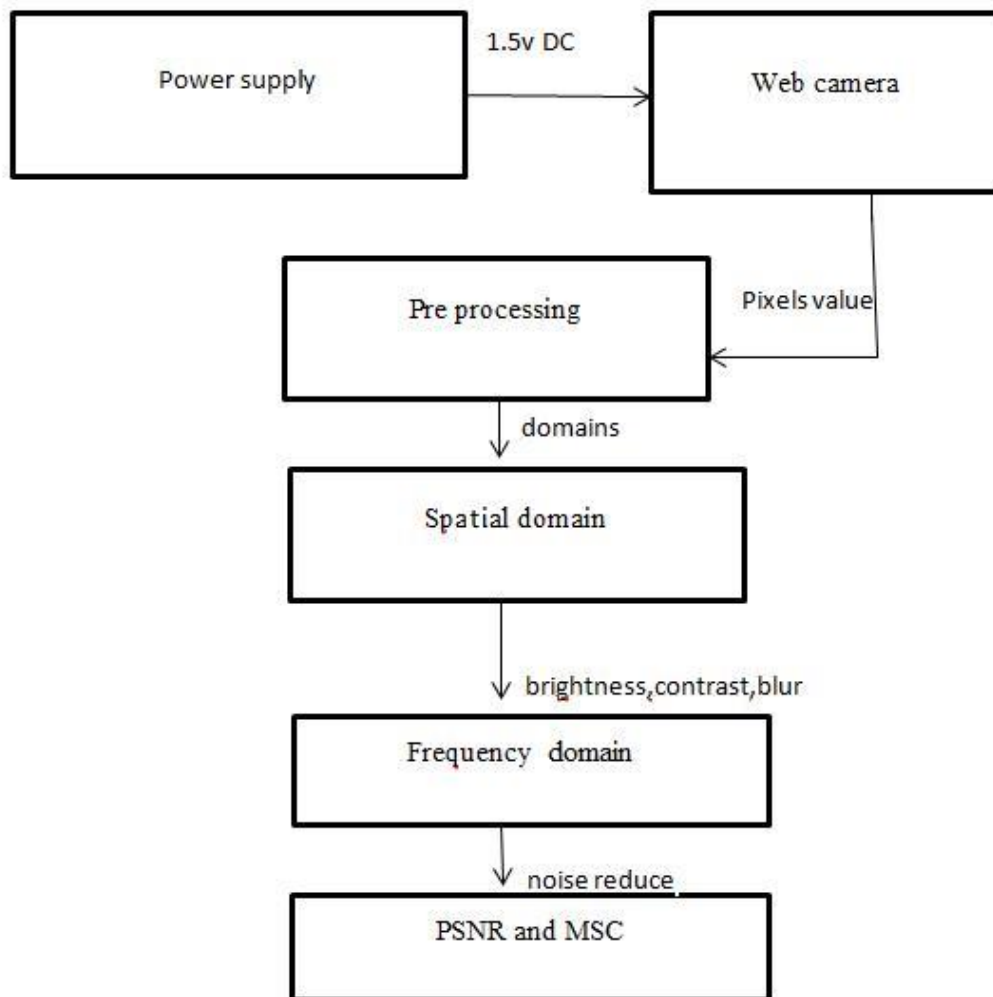 Power supply
1.5v DC
Web camera
Pixels value
Pre processing
domains
Spatial domain
brightness,contrast,blur
Frequency domain
noise reduce
PSNR and MSC